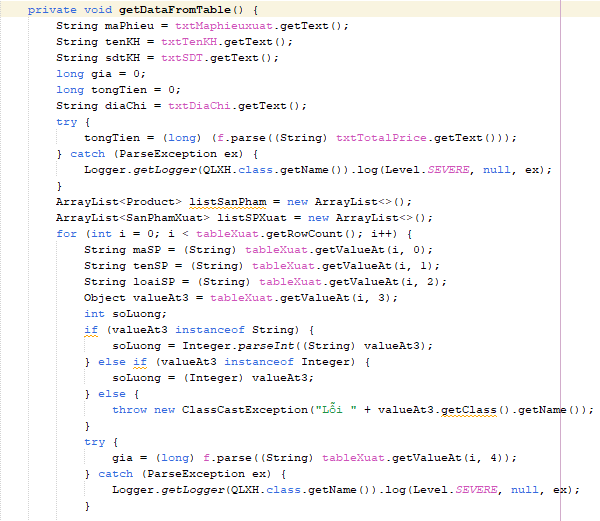 private void getDataFromTable() {
String maPhieu = txtMaphieuxuat.getText();
String tenKH = txtTenKH.getText();
String sdtKH = txtSDT.getText();
long gia = 0;
long tongTien = 0;
String diaChi = txtDiaChi.getText();
try {
tongTien = (long) (f.parse((String) txtTotalPrice.getText()));
} catch (ParseException ex) {
Logger.getLogger(QLXH.class.getName()).log(Level.SEVERE, null, ex);
}
ArrayList<Product> listSanPham = new ArrayList<>();
ArrayList<SanPhamXuat> listSPXuat = new ArrayList<>();
for (int i = 0; i < tableXuat.getRowCount(); i++) {
String maSP = (String) tableXuat.getValueAt(i, 0);
String tenSP = (String) tableXuat.getValueAt(i, 1);
String loaiSP = (String) tableXuat.getValueAt(i, 2);
Object valueAt3 = tableXuat.getValueAt(i, 3);
int soLuong;
if (valueAt3 instanceof String) {
soLuong = Integer.parseInt((String) valueAt3);
} else if (valueAt3 instanceof Integer) {
soLuong = (Integer) valueAt3;
} else {
throw new ClassCastException("Lỗi " + valueAt3.getClass().getName());
}
try {
gia = (long) f.parse((String) tableXuat.getValueAt(i, 4));
} catch (ParseException ex) {
Logger.getLogger(QLXH.class.getName()).log(Level.SEVERE, null, ex);
}